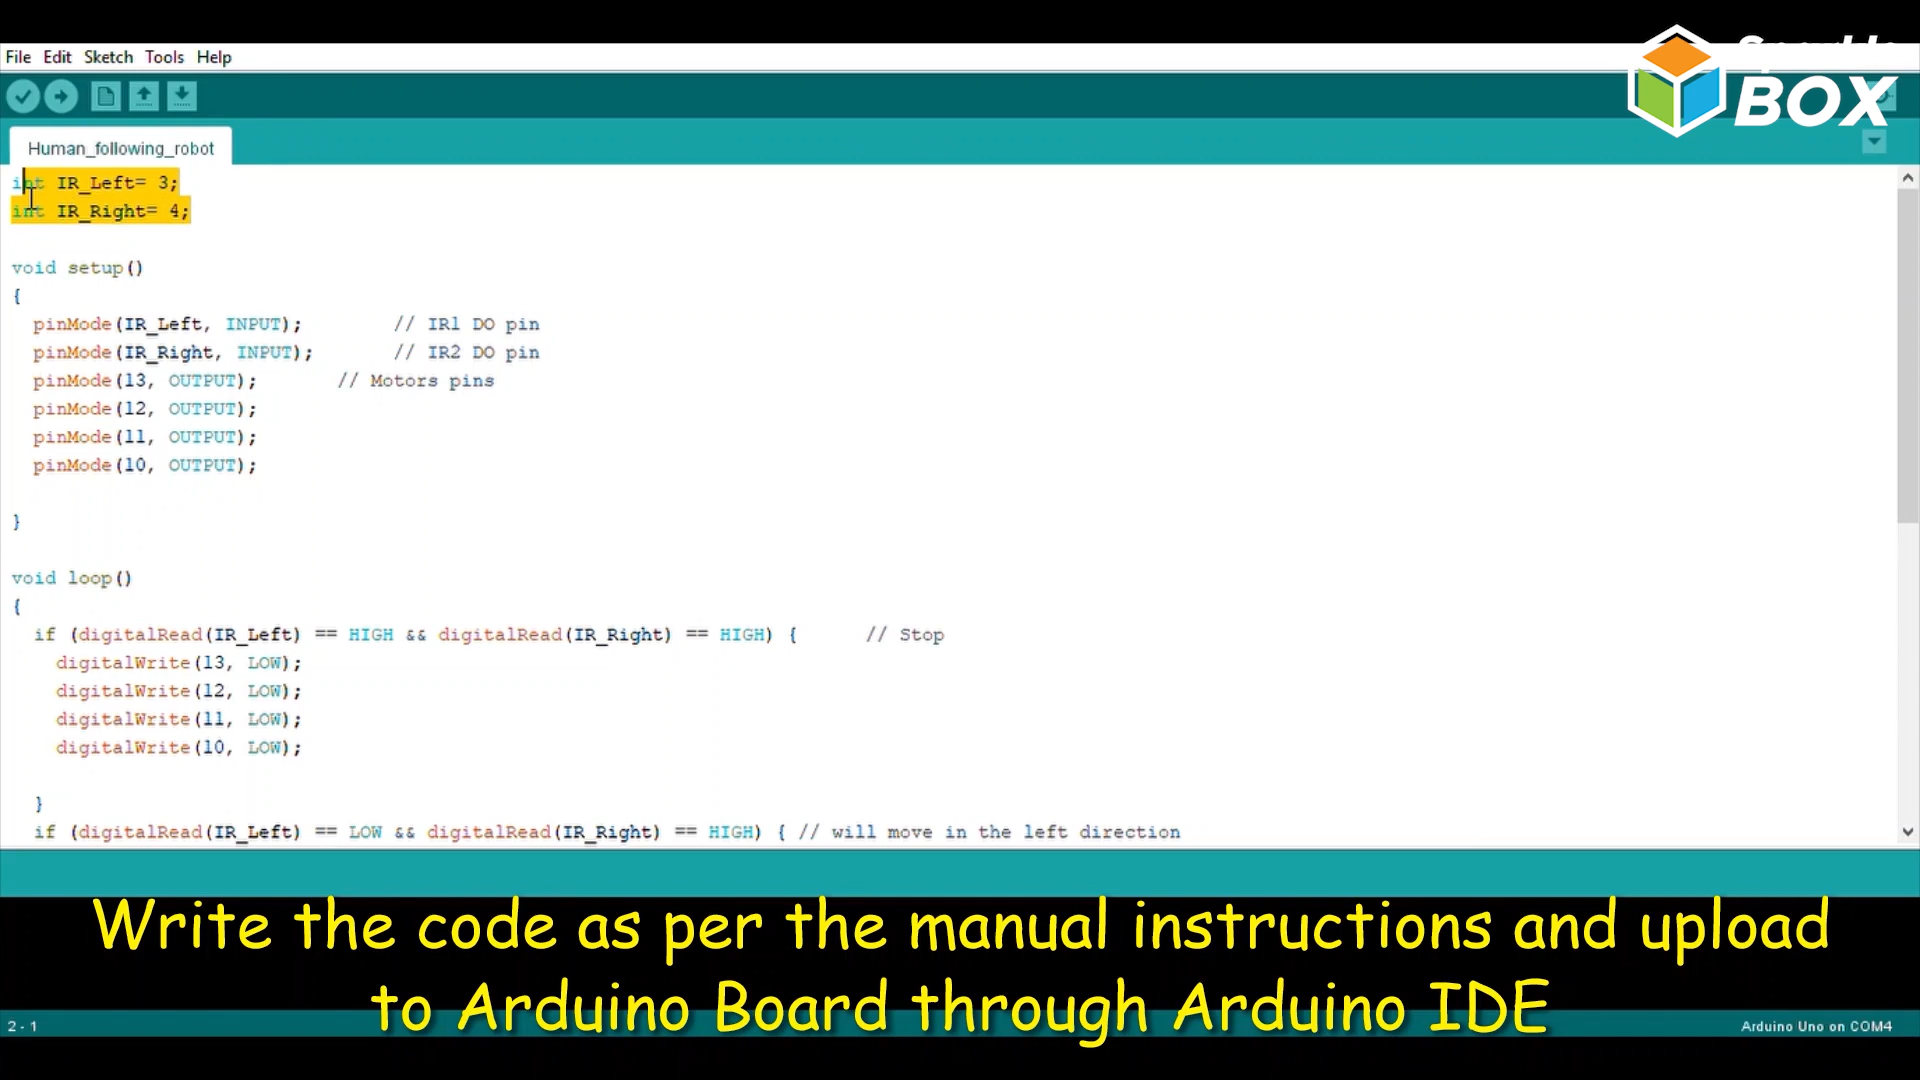 File Edit Sketch Tools Help
BOX
Human_following_robot
int IR_Left= 3;
int IR_Right= 4;
void setup()
{
pinMode(IR_Left, INPUT); // IR1 DO pin
pinMode(IR_Right, INPUT); // IR2 DO pin
pinMode(13, OUTPUT); // Motors pins
pinMode(12, OUTPUT);
pinMode(11, OUTPUT);
pinMode(10, OUTPUT);
}
void loop()
{
if (digitalRead(IR_Left) == HIGH && digitalRead(IR_Right) == HIGH) { // Stop
digitalWrite(13, LOW);
digitalWrite(12, LOW);
digitalWrite(11, LOW);
digitalWrite(10, LOW);
}
if (digitalRead(IR_Left) == LOW && digitalRead(IR_Right) == HIGH) { // will move in the left direction
Write the code as per the manual instructions and upload
to Arduino Board through Arduino IDE
2 - 1
Arduino Uno on COM4